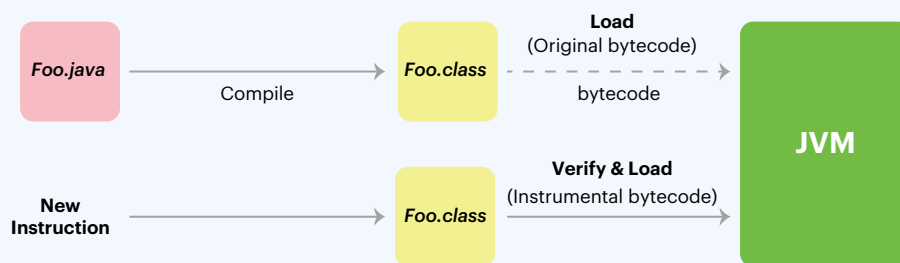 Load
(Original bytecode)
Foo.java
Foo.class
Compile
bytecode
JVM
Verify & Load
(Instrumental bytecode)
New
Instruction
Foo.class